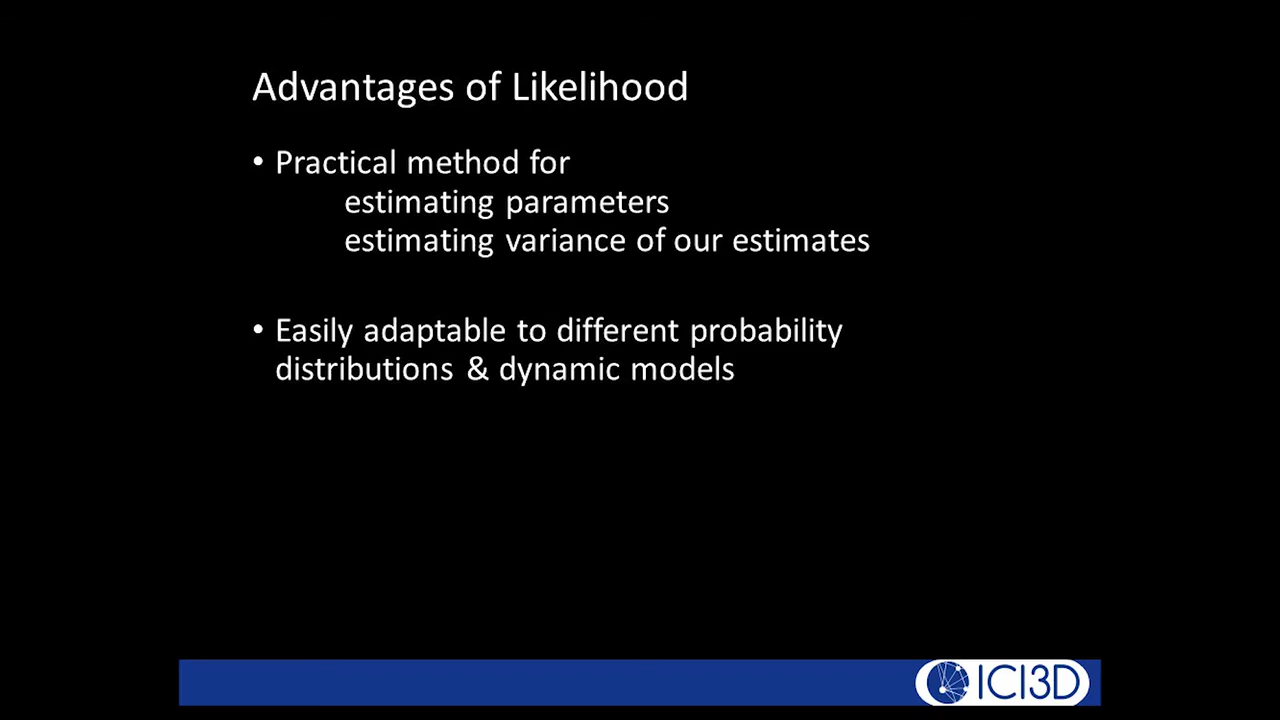 Advantages of Likelihood
• Practical method for
estimating parameters
estimating variance of our estimates
• Easily adaptable to different probability
distributions & dynamic models
ICI3D